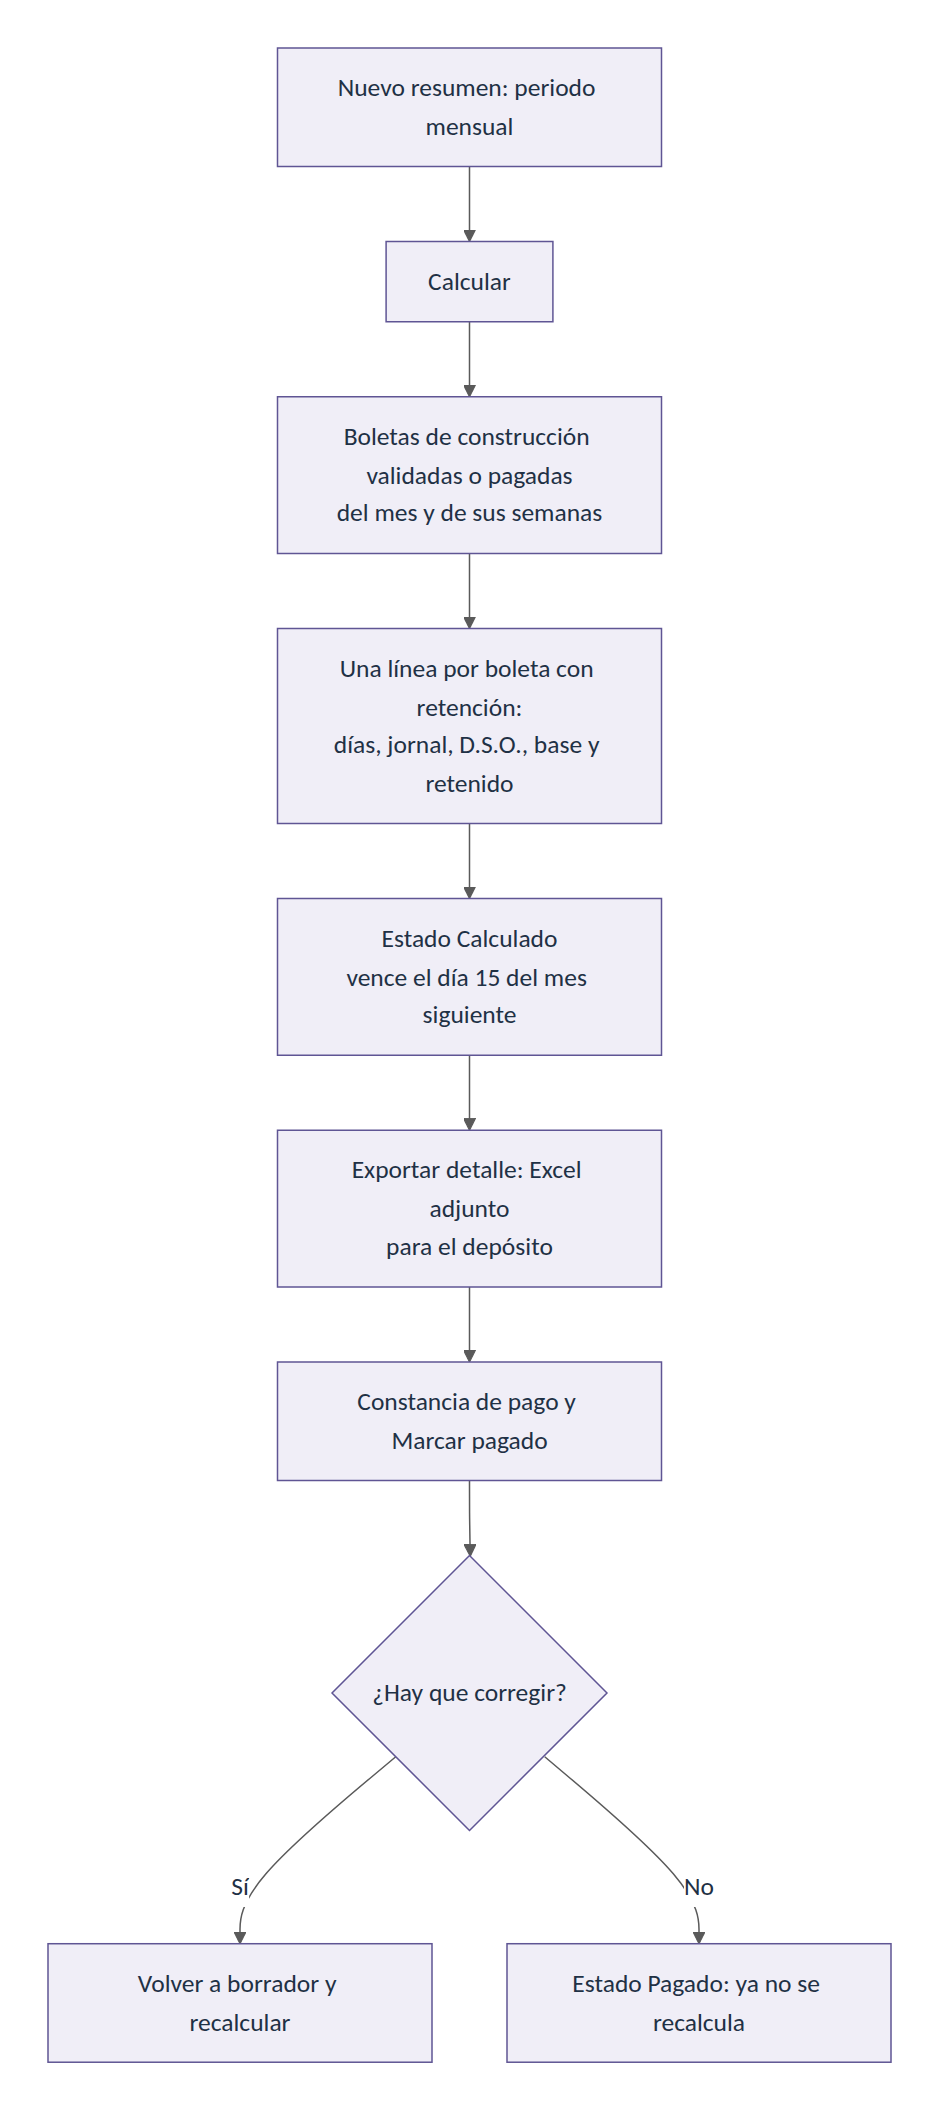 Nuevo resumen: periodo
mensual
Calcular
Boletas de construcción
validadas o pagadas
del mes y de sus semanas
Una línea por boleta con
retención:
días, jornal, D.S.O., base y
retenido
Estado Calculado
vence el día 15 del mes
siguiente
Exportar detalle: Excel
adjunto
para el depósito
Constancia de pago y
Marcar pagado
¿Hay que corregir?
Sí
No
Volver a borrador y
recalcular
Estado Pagado: ya no se
recalcula